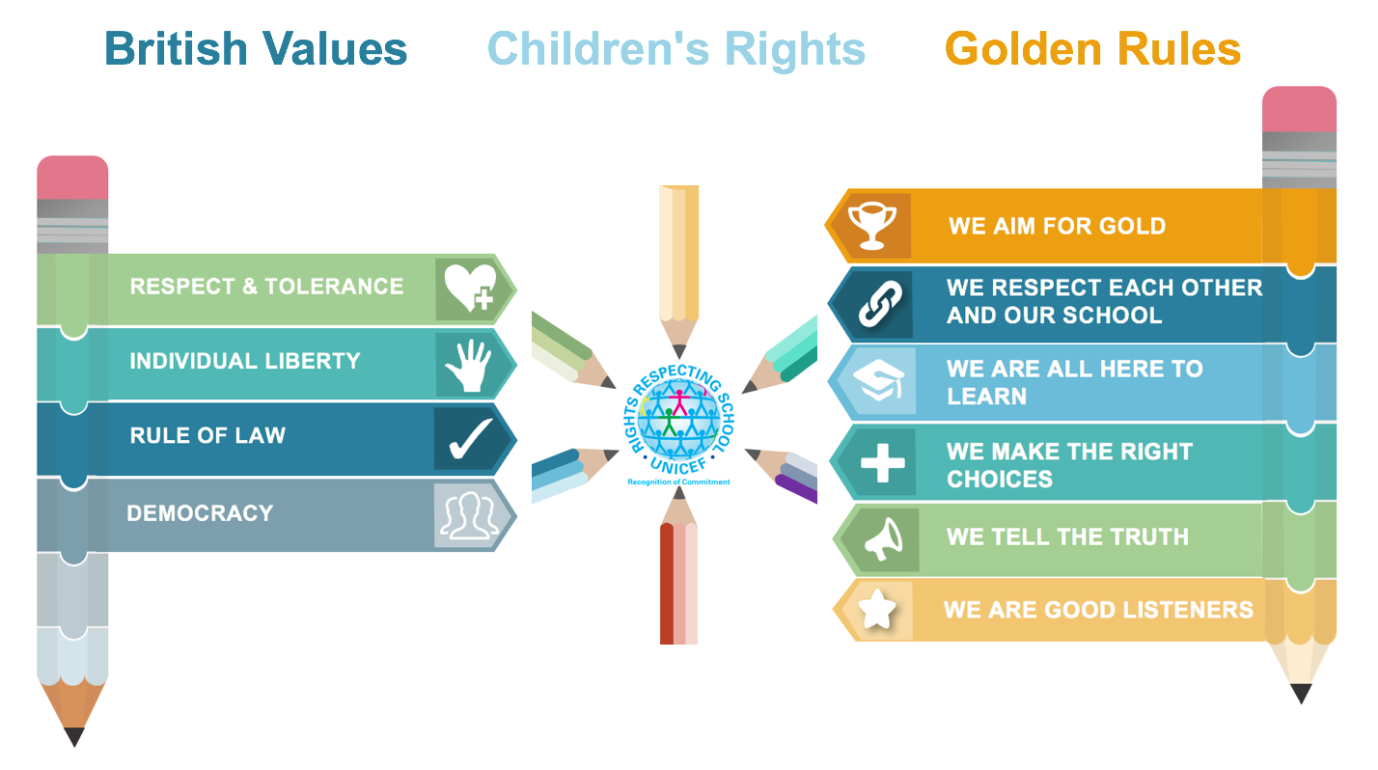 British Values
Children's Rights
Golden Rules
RESPECT & TOLERANCE
INDIVIDUAL LIBERTY
RULE OF LAW
DEMOCRACY
RIGHTS RESPECTING SCHOOL
• UNICEF •
Recognition of Commitment
WE AIM FOR GOLD
WE RESPECT EACH OTHER
AND OUR SCHOOL
WE ARE ALL HERE TO
LEARN
WE MAKE THE RIGHT
CHOICES
WE TELL THE TRUTH
WE ARE GOOD LISTENERS